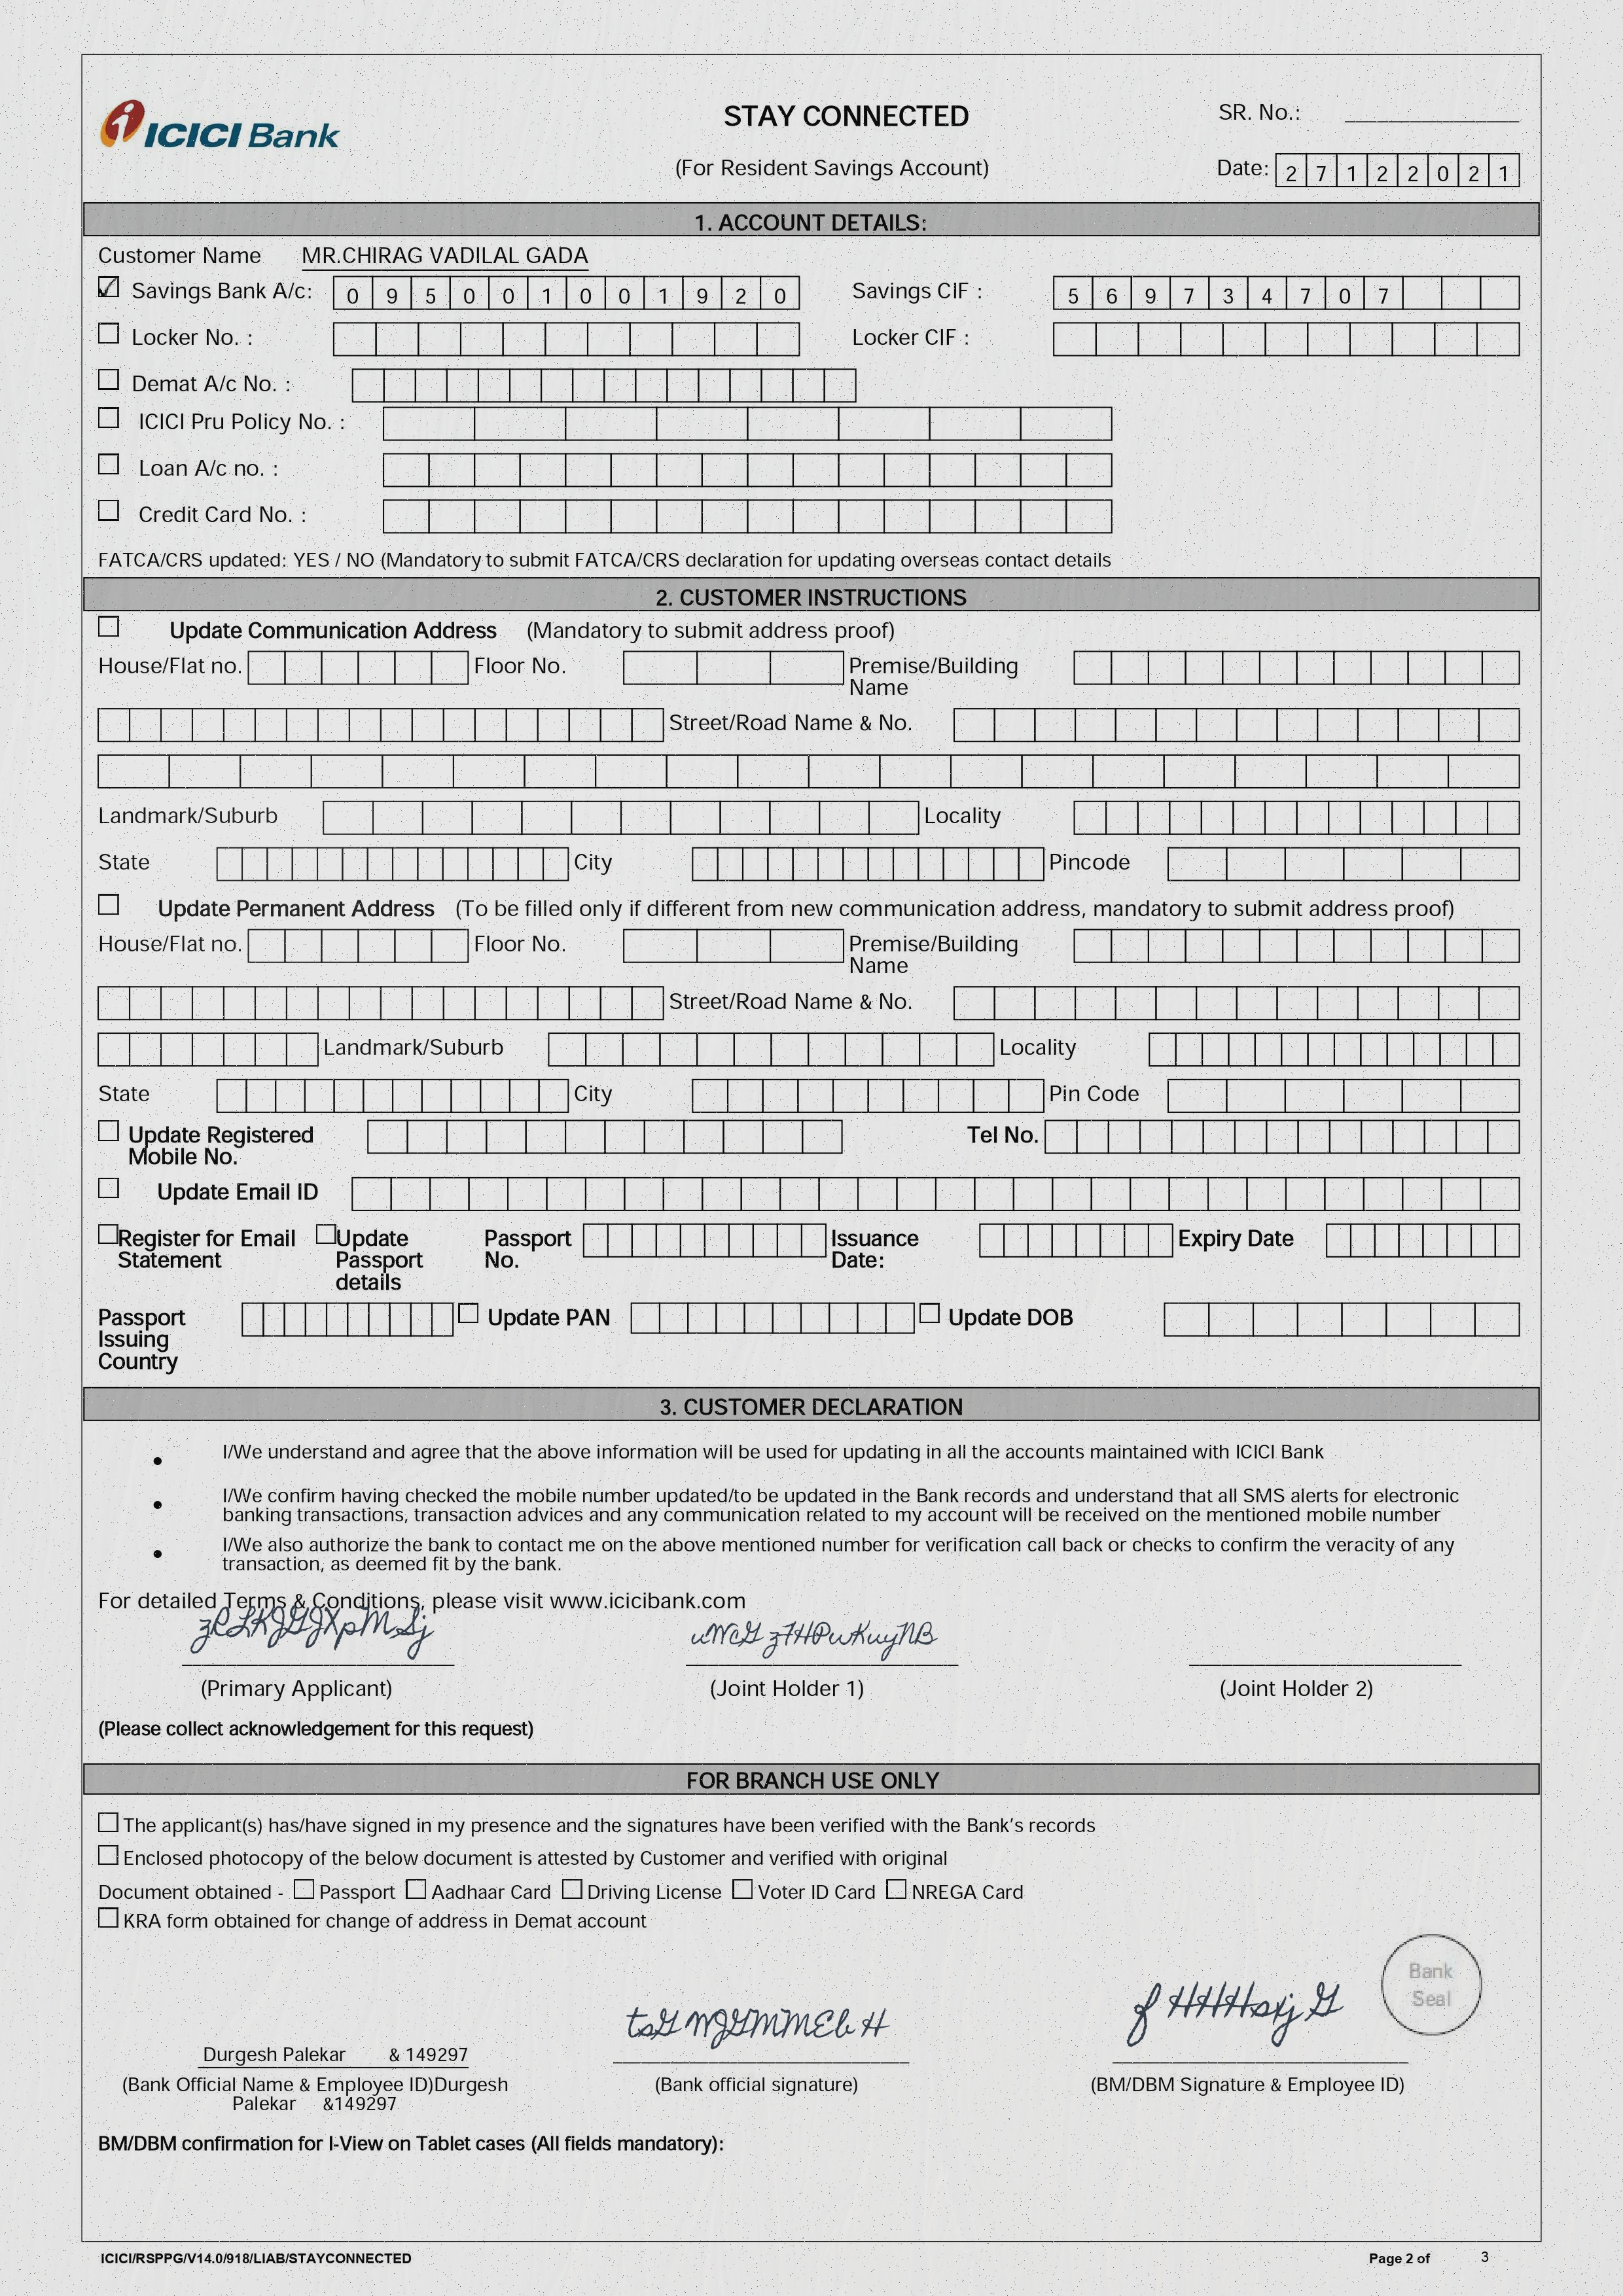 ICICI Bank
STAY CONNECTED
SR. No.:
(For Resident Savings Account)
Date: 2 7 1 2 2 0 2 1
1. ACCOUNT DETAILS:
Customer Name MR.CHIRAG VADILAL GADA
Savings Bank A/c: 0 9 5 0 0 1 0 0 1 9 2 0 Savings CIF : 5 6 9 7 3 4 7 0 7
Locker No. : Locker CIF :
Demat A/c No. :
ICICI Pru Policy No. :
Loan A/c no. :
Credit Card No. :
FATCA/CRS updated: YES / NO (Mandatory to submit FATCA/CRS declaration for updating overseas contact details
2. CUSTOMER INSTRUCTIONS
Update Communication Address (Mandatory to submit address proof)
House/Flat no. Floor No. Premise/Building
Name
Street/Road Name & No.
Landmark/Suburb Locality
State City Pincode
Update Permanent Address (To be filled only if different from new communication address, mandatory to submit address proof)
House/Flat no. Floor No. Premise/Building
Name
Street/Road Name & No.
Landmark/Suburb Locality
State City Pin Code
Update Registered Tel No.
Mobile No.
Update Email ID
Register for Email Update Passport Issuance Expiry Date
Statement Passport No. Date:
details
Passport Update PAN Update DOB
Issuing
Country
3. CUSTOMER DECLARATION
• I/We understand and agree that the above information will be used for updating in all the accounts maintained with ICICI Bank
• I/We confirm having checked the mobile number updated/to be updated in the Bank records and understand that all SMS alerts for electronic
banking transactions, transaction advices and any communication related to my account will be received on the mentioned mobile number
• I/We also authorize the bank to contact me on the above mentioned number for verification call back or checks to confirm the veracity of any
transaction, as deemed fit by the bank.
For detailed Terms & Conditions, please visit www.icicibank.com
(Primary Applicant) (Joint Holder 1) (Joint Holder 2)
(Please collect acknowledgement for this request)
FOR BRANCH USE ONLY
The applicant(s) has/have signed in my presence and the signatures have been verified with the Bank's records
Enclosed photocopy of the below document is attested by Customer and verified with original
Document obtained - Passport Aadhaar Card Driving License Voter ID Card NREGA Card
KRA form obtained for change of address in Demat account
Bank
Seal
Durgesh Palekar & 149297
(Bank Official Name & Employee ID)Durgesh (Bank official signature) (BM/DBM Signature & Employee ID)
Palekar &149297
BM/DBM confirmation for I-View on Tablet cases (All fields mandatory):
ICICI/RSPPG/V14.0/918/LIAB/STAYCONNECTED Page 2 of 3